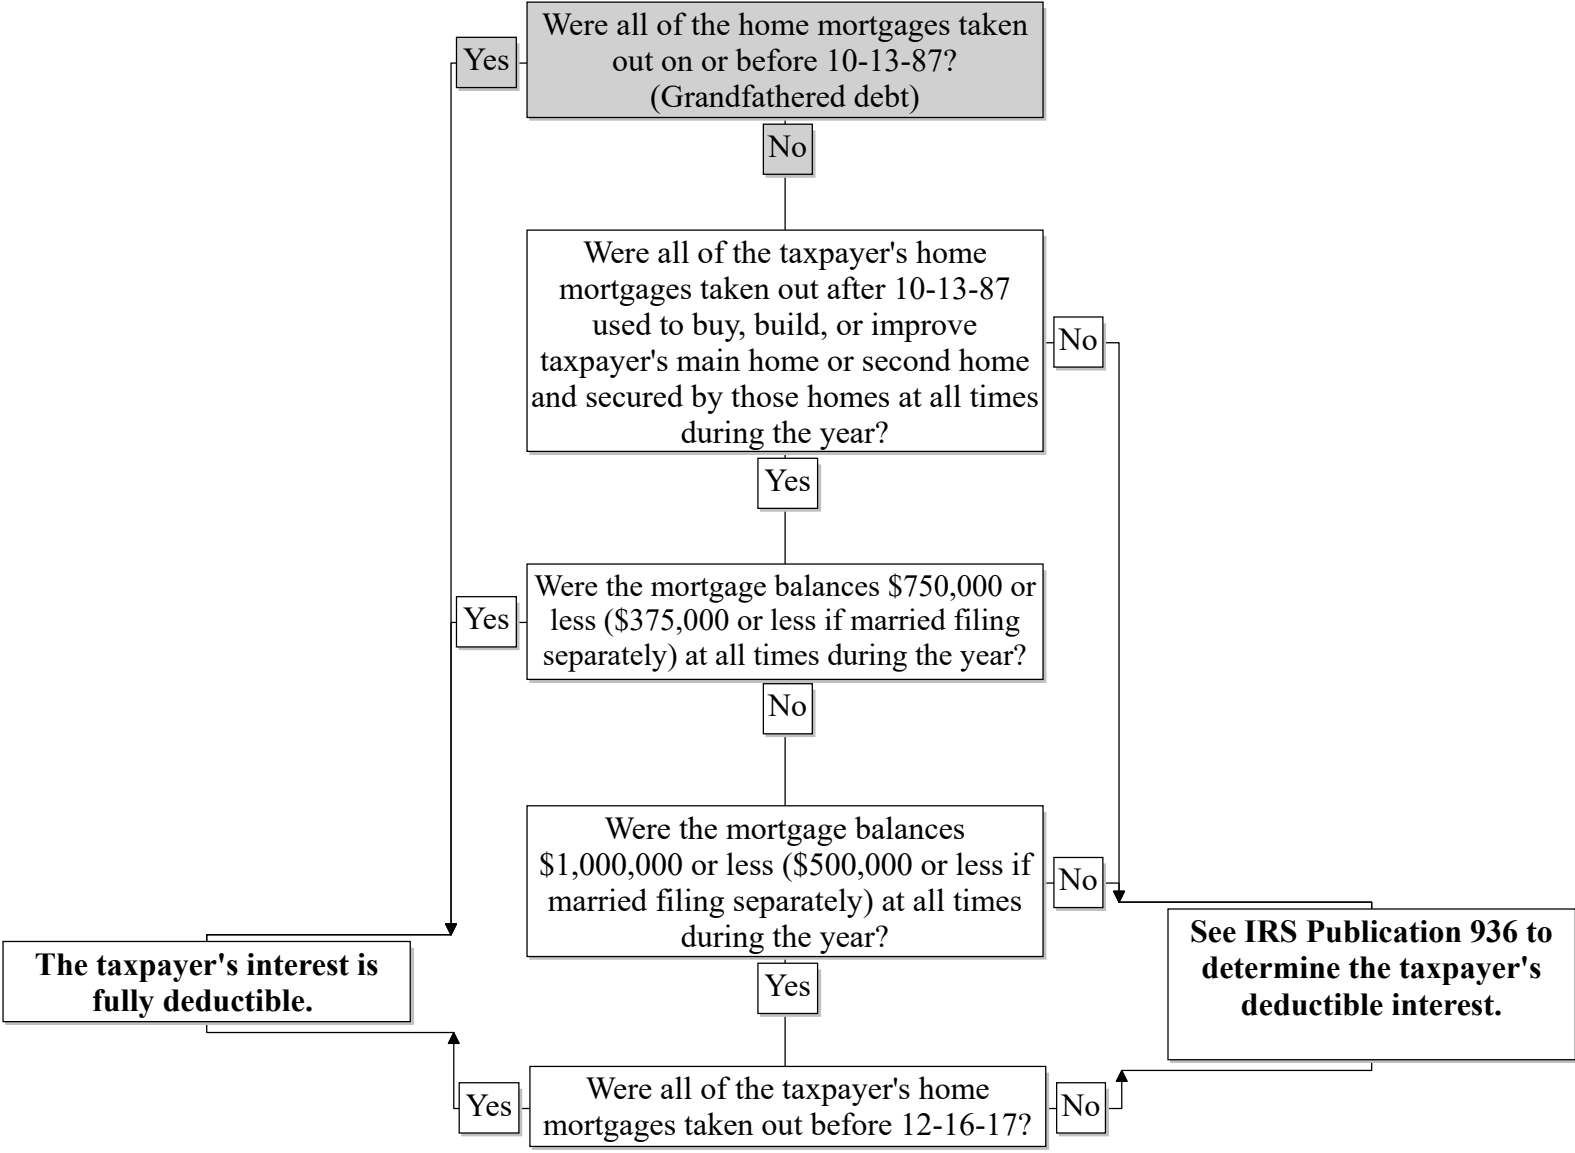 Were all of the home mortgages taken
out on or before 10-13-87?
(Grandfathered debt)
Yes
No
Were all of the taxpayer's home
mortgages taken out after 10-13-87
used to buy, build, or improve
taxpayer's main home or second home
and secured by those homes at all times
during the year?
No
Yes
Were the mortgage balances $750,000 or
less ($375,000 or less if married filing
separately) at all times during the year?
Yes
No
Were the mortgage balances
$1,000,000 or less ($500,000 or less if
married filing separately) at all times
during the year?
No
Yes
The taxpayer's interest is
fully deductible.
See IRS Publication 936 to
determine the taxpayer's
deductible interest.
Were all of the taxpayer's home
mortgages taken out before 12-16-17?
Yes
No